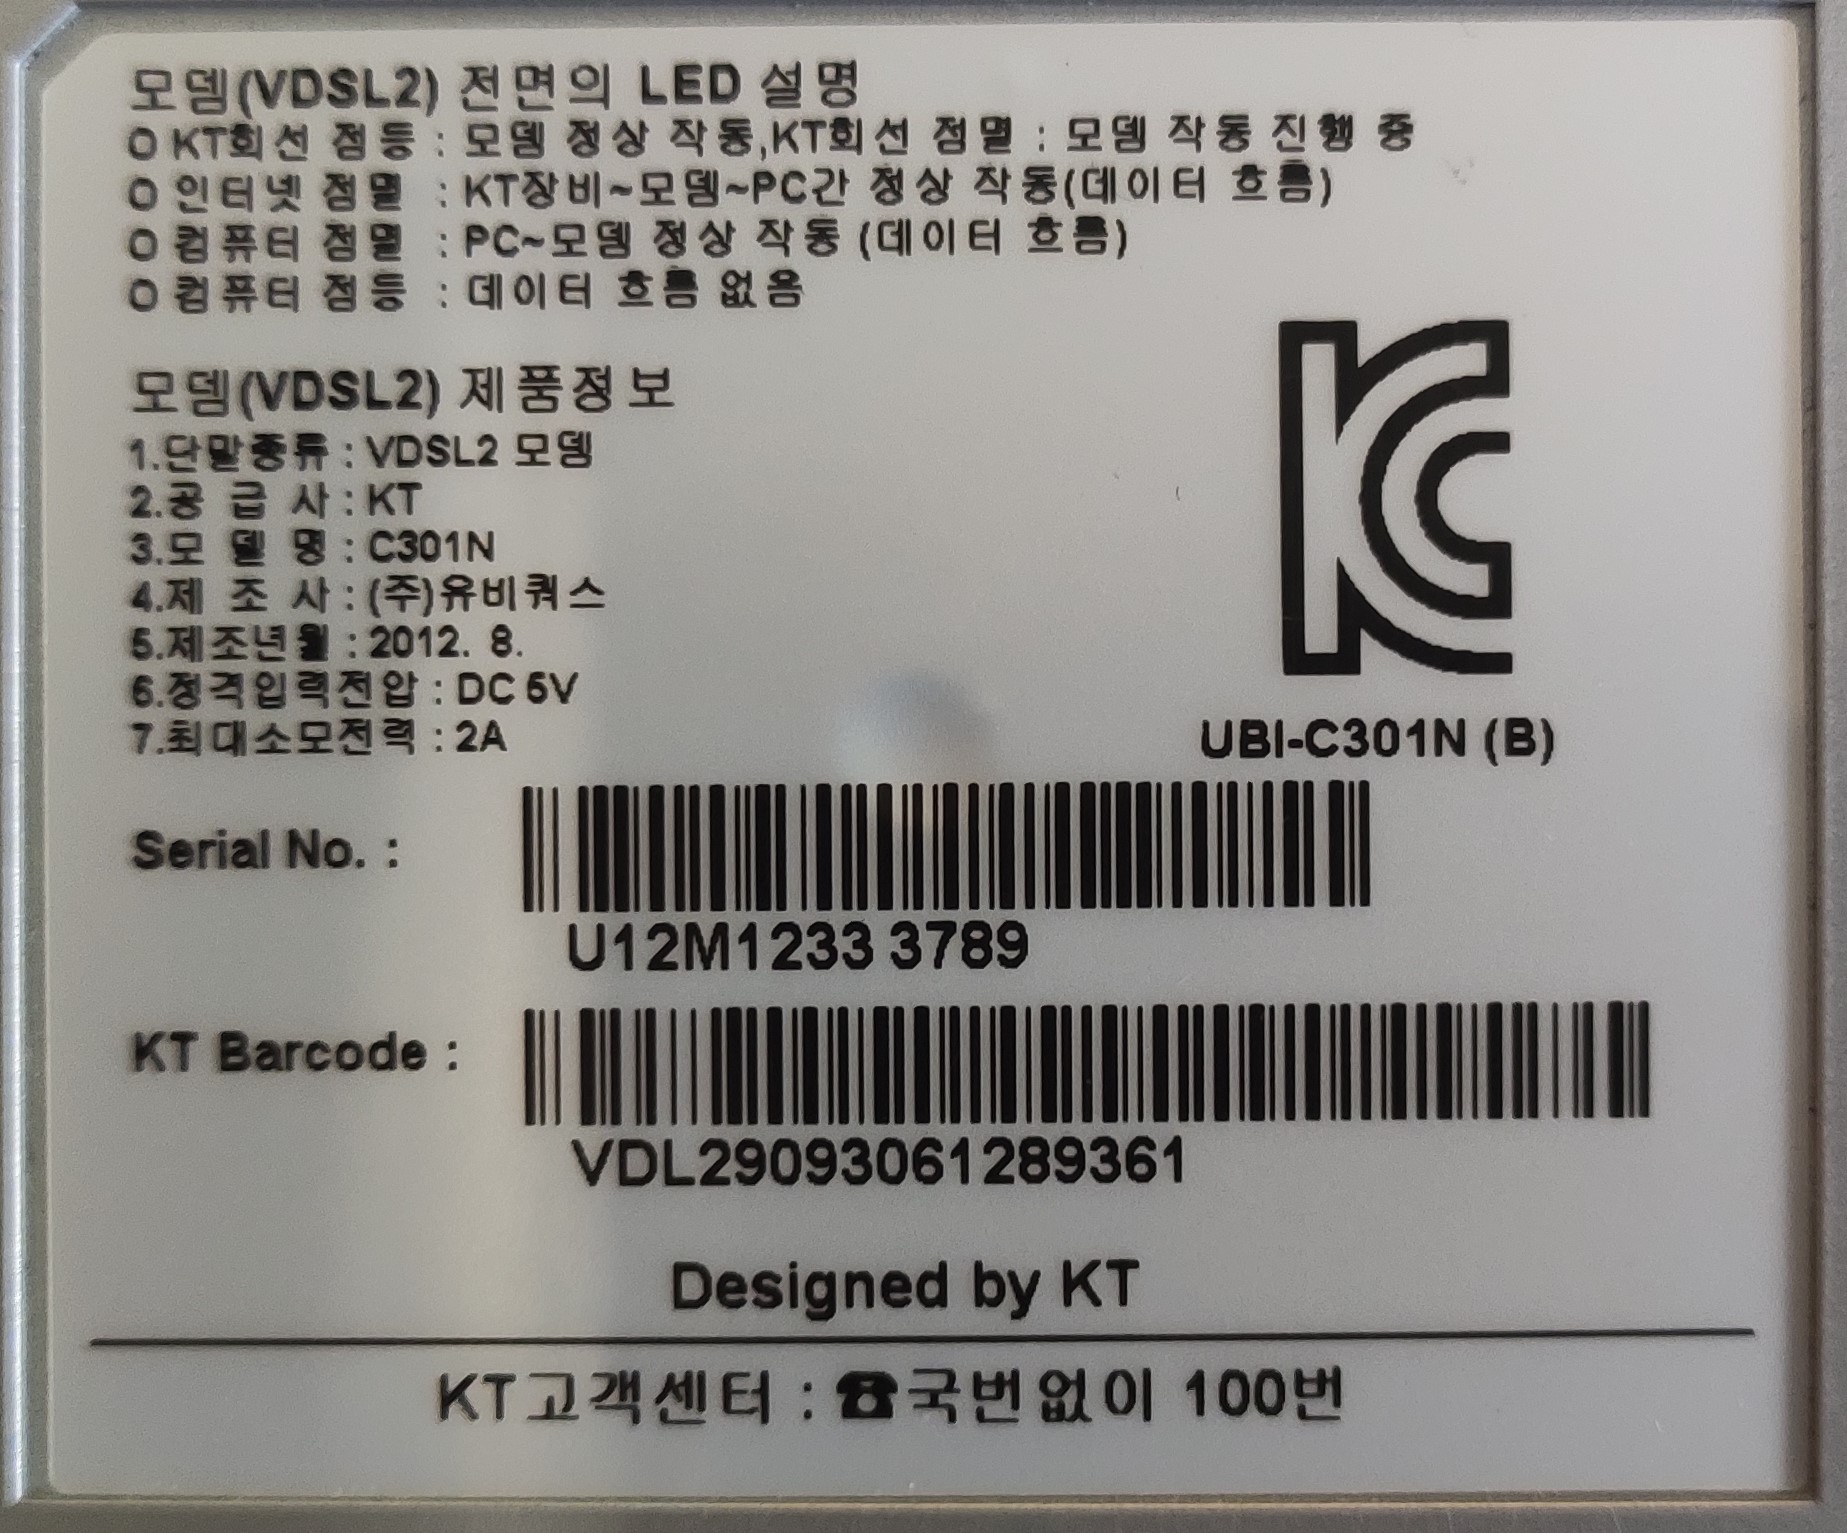 모뎀(VDSL2) 전면의 LED 설명
O KT회선 점등 : 모뎀 정상 작동,KT회선 점멸 : 모뎀 작동 진행 중
O 인터넷 점멸 : KT장비~모뎀~PC간 정상 작동(데이터 흐름)
O 컴퓨터 점멸 : PC~모뎀 정상 작동 (데이터 흐름)
O 컴퓨터 점등 : 데이터 흐름 없음
모뎀(VDSL2) 제품정보
1.단말종류 : VDSL2 모뎀
2.공 급 사 : KT
3.모 델 명 : C301N
4.제 조 사 : (주)유비쿼스
5.제조년월 : 2012. 8.
6.정격입력전압 : DC 5V
7.최대소모전력 : 2A
KC
UBI-C301N (B)
Serial No. :
U12M1233 3789
KT Barcode :
VDL29093061289361
Designed by KT
KT고객센터 : ☎국번없이 100번